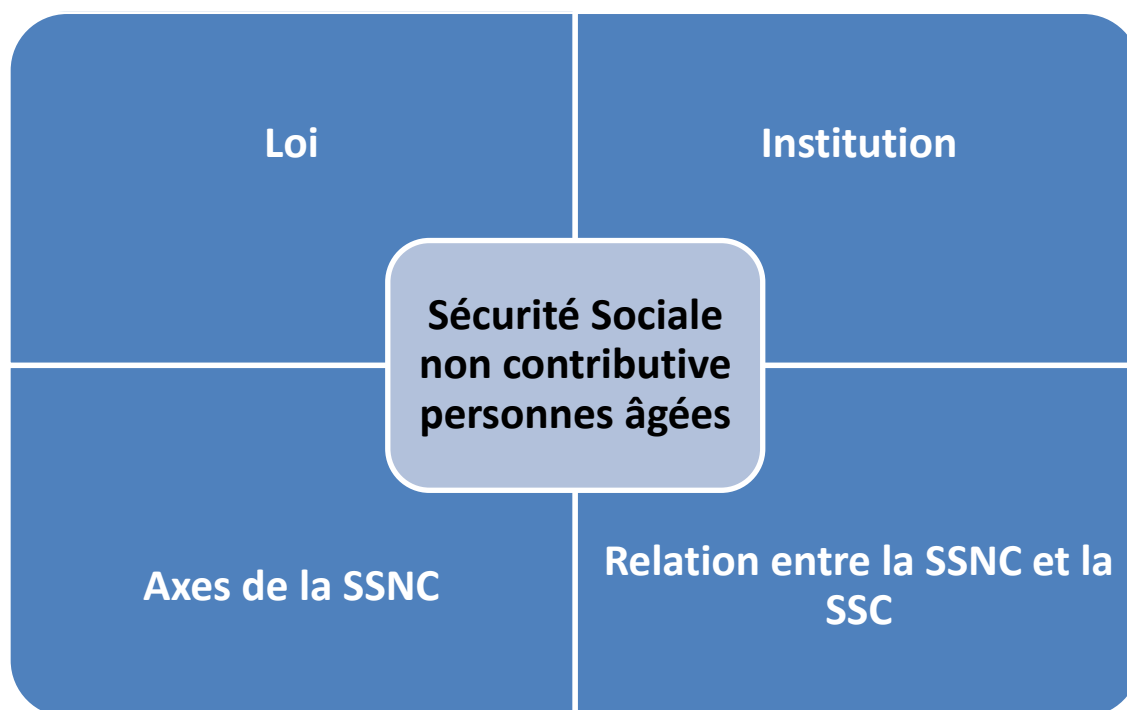 Loi
Institution
Sécurité Sociale
non contributive
personnes âgées
Axes de la SSNC
Relation entre la SSNC et la
SSC